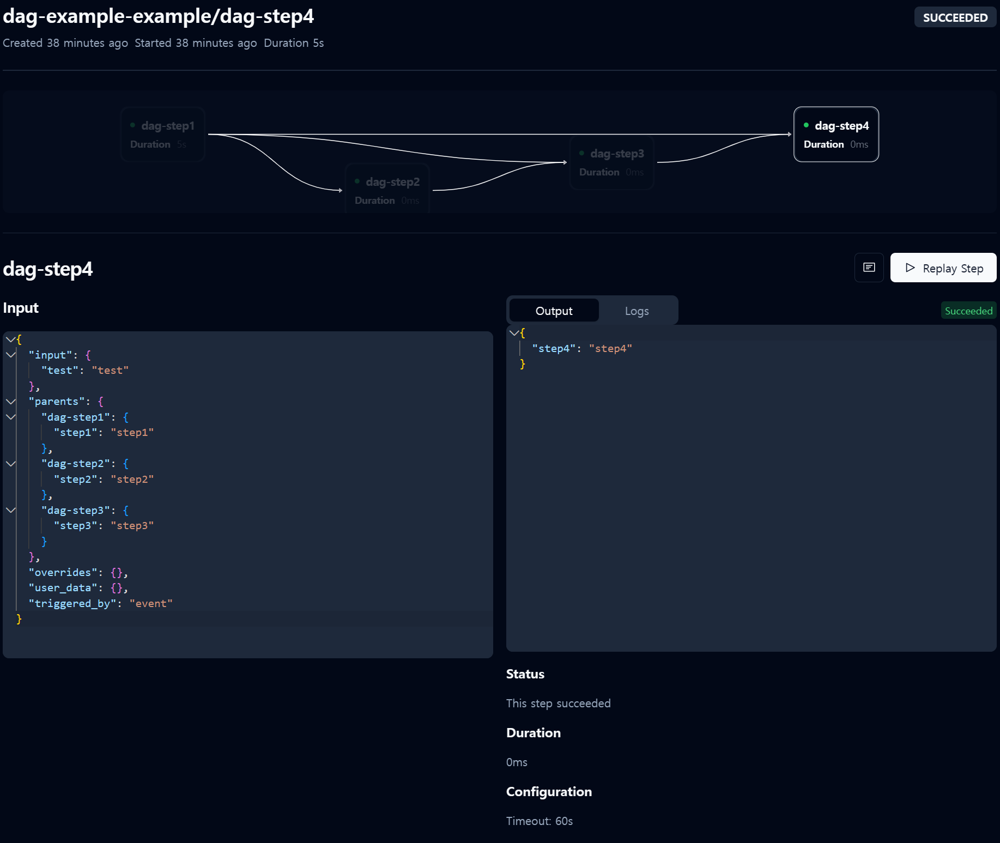 dag-example-example/dag-step4
SUCCEEDED
Created 38 minutes ago Started 38 minutes ago Duration 5s
dag-step1
Duration 5s
dag-step2
Duration 0ms
dag-step3
Duration 0ms
dag-step4
Duration 0ms
dag-step4
Replay Step
Input
{
"input": {
"test": "test"
},
"parents": {
"dag-step1": {
"step1": "step1"
},
"dag-step2": {
"step2": "step2"
},
"dag-step3": {
"step3": "step3"
}
},
"overrides": {},
"user_data": {},
"triggered_by": "event"
}
Output
Logs
Succeeded
{
"step4": "step4"
}
Status
This step succeeded
Duration
0ms
Configuration
Timeout: 60s